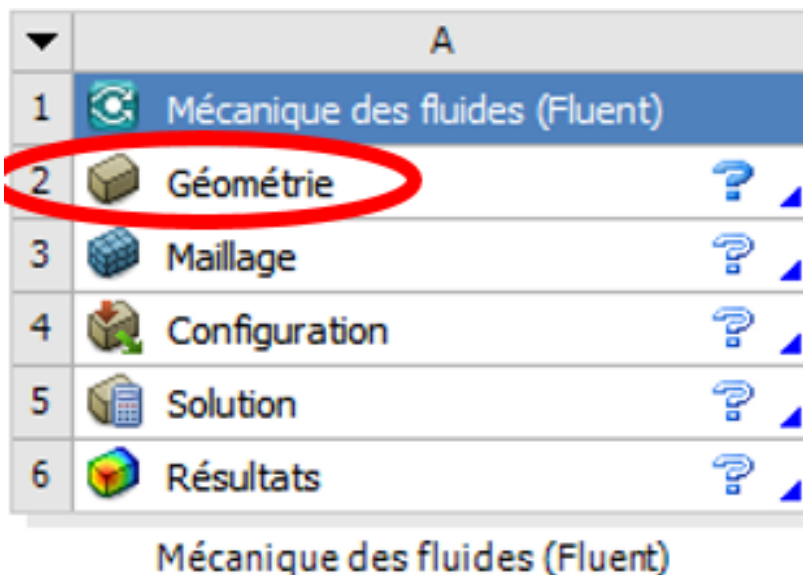 A
1 Mécanique des fluides (Fluent)
2 Géométrie ?
3 Maillage ?
4 Configuration ?
5 Solution ?
6 Résultats ?
Mécanique des fluides (Fluent)